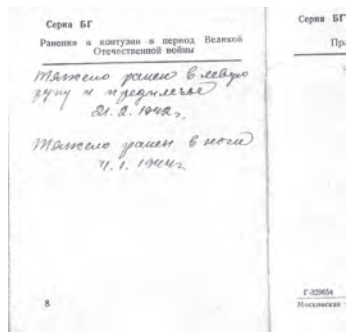 Серия БГ
Ранения и контузии в период Великой
Отечественной войны
Тяжело ранен в левую
руку и предплечье
21. 2. 1942 г.
Тяжело ранен в ноги
4. 1. 1944 г.
8
Серия БГ
Г-329654
Московская